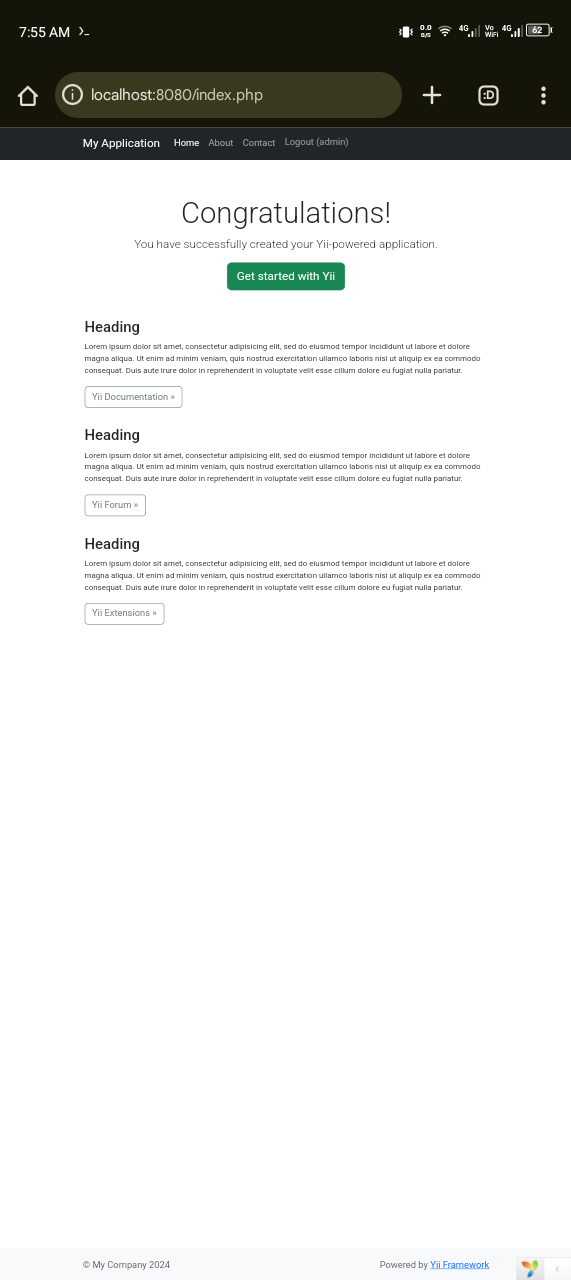 7:55 AM
0.0
B/S
4G
Vo
WiFi
4G
62
localhost:8080/index.php
:D
My Application Home About Contact Logout (admin)
Congratulations!
You have successfully created your Yii-powered application.
Get started with Yii
Heading
Lorem ipsum dolor sit amet, consectetur adipisicing elit, sed do eiusmod tempor incididunt ut labore et dolore
magna aliqua. Ut enim ad minim veniam, quis nostrud exercitation ullamco laboris nisi ut aliquip ex ea commodo
consequat. Duis aute irure dolor in reprehenderit in voluptate velit esse cillum dolore eu fugiat nulla pariatur.
Yii Documentation »
Heading
Lorem ipsum dolor sit amet, consectetur adipisicing elit, sed do eiusmod tempor incididunt ut labore et dolore
magna aliqua. Ut enim ad minim veniam, quis nostrud exercitation ullamco laboris nisi ut aliquip ex ea commodo
consequat. Duis aute irure dolor in reprehenderit in voluptate velit esse cillum dolore eu fugiat nulla pariatur.
Yii Forum »
Heading
Lorem ipsum dolor sit amet, consectetur adipisicing elit, sed do eiusmod tempor incididunt ut labore et dolore
magna aliqua. Ut enim ad minim veniam, quis nostrud exercitation ullamco laboris nisi ut aliquip ex ea commodo
consequat. Duis aute irure dolor in reprehenderit in voluptate velit esse cillum dolore eu fugiat nulla pariatur.
Yii Extensions »
© My Company 2024
Powered by Yii Framework